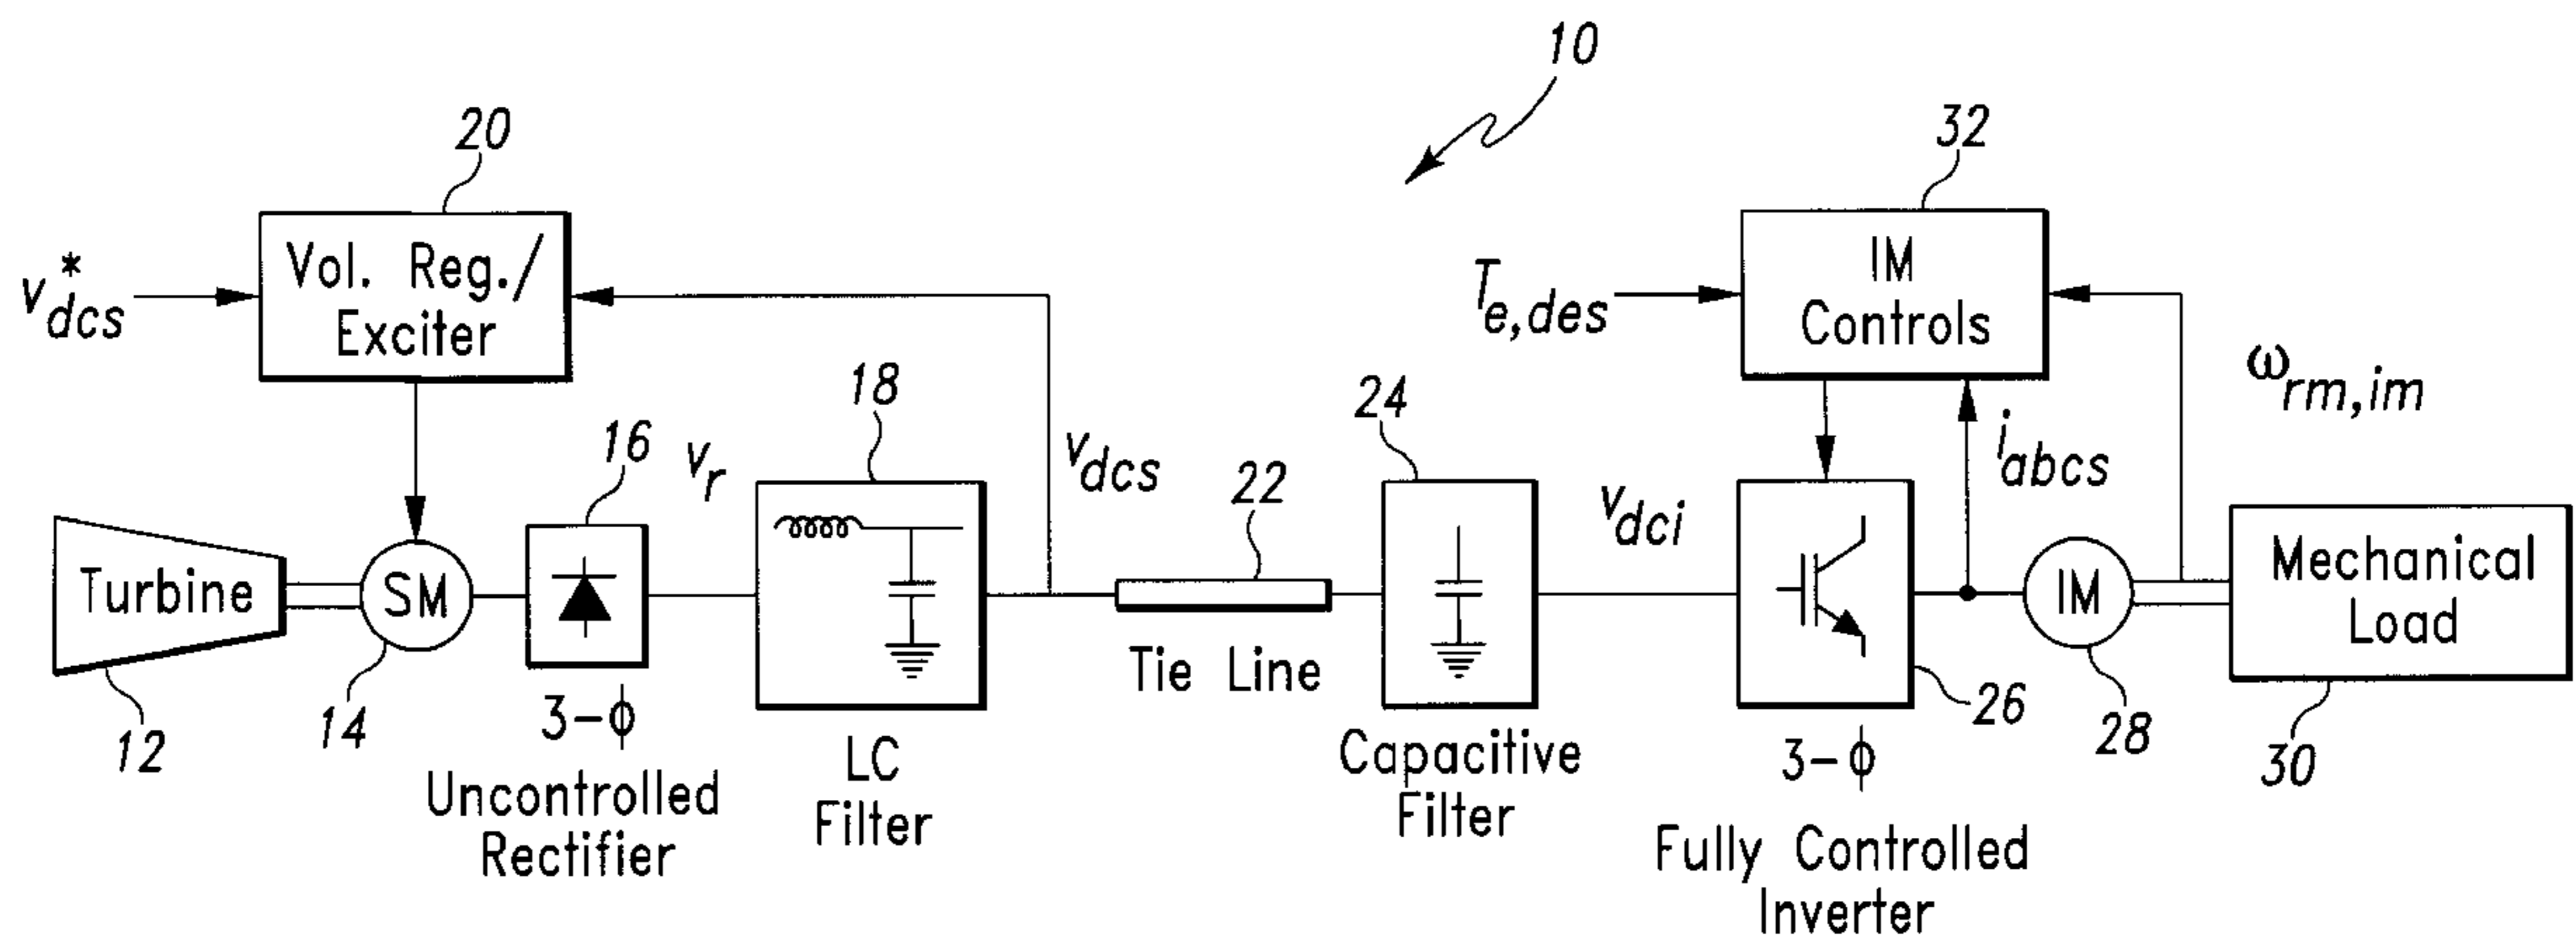 10
20
32
Vol. Reg./
Exciter
v*dcs
IM
Controls
Te,des
ωrm,im
16
vr
18
vdcs
22
24
vdci
iabcs
Turbine
SM
IM
Mechanical
Load
12
14
3-ϕ
Uncontrolled
Rectifier
LC
Filter
Tie Line
Capacitive
Filter
26
3-ϕ
Fully Controlled
Inverter
28
30